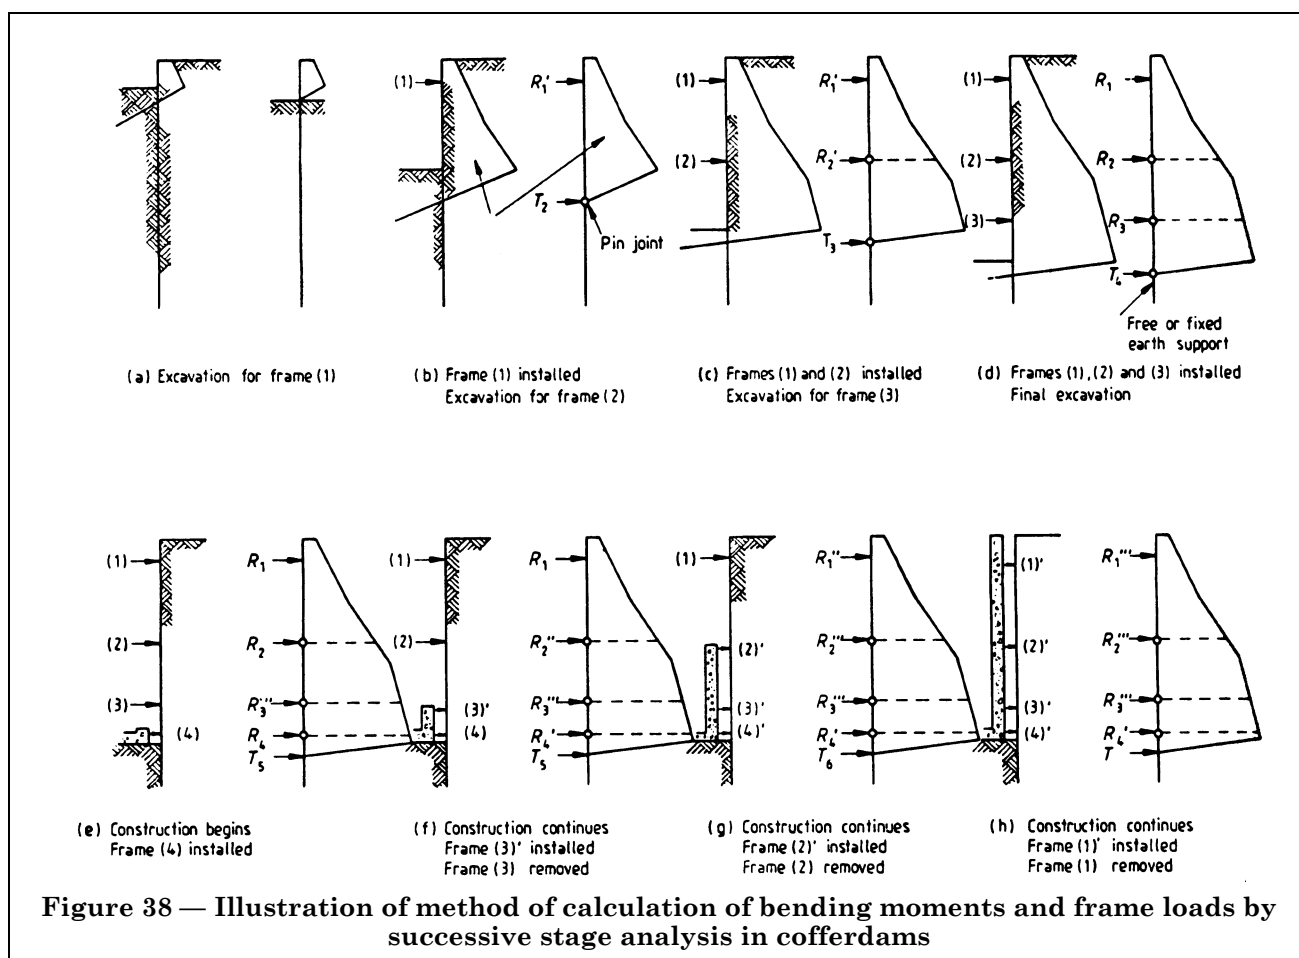 (1) R₁′ (1) R₁′ (1) R₁
(2) R₂′ (2) R₂
T₂ Pin joint T₃ (3) R₃
T₄
Free or fixed
earth support
(a) Excavation for frame (1)
(b) Frame (1) installed
Excavation for frame (2)
(c) Frames (1) and (2) installed
Excavation for frame (3)
(d) Frames (1), (2) and (3) installed
Final excavation
(1) R₁ (1) R₁ (1) R₁″ (1)′ R₁‴
(2) R₂ (2) R₂″ (2)′ R₂‴ (2)′ R₂‴
(3) R₃‴ (3)′ R₃‴ (3)′ R₃‴ (3)′ R₃‴
(4) R₄ (4) R₄′ (4)′ R₄′ (4)′ R₄′
T₅ T₅ T₆ T
(e) Construction begins
Frame (4) installed
(f) Construction continues
Frame (3)′ installed
Frame (3) removed
(g) Construction continues
Frame (2)′ installed
Frame (2) removed
(h) Construction continues
Frame (1)′ installed
Frame (1) removed
Figure 38 — Illustration of method of calculation of bending moments and frame loads by
successive stage analysis in cofferdams